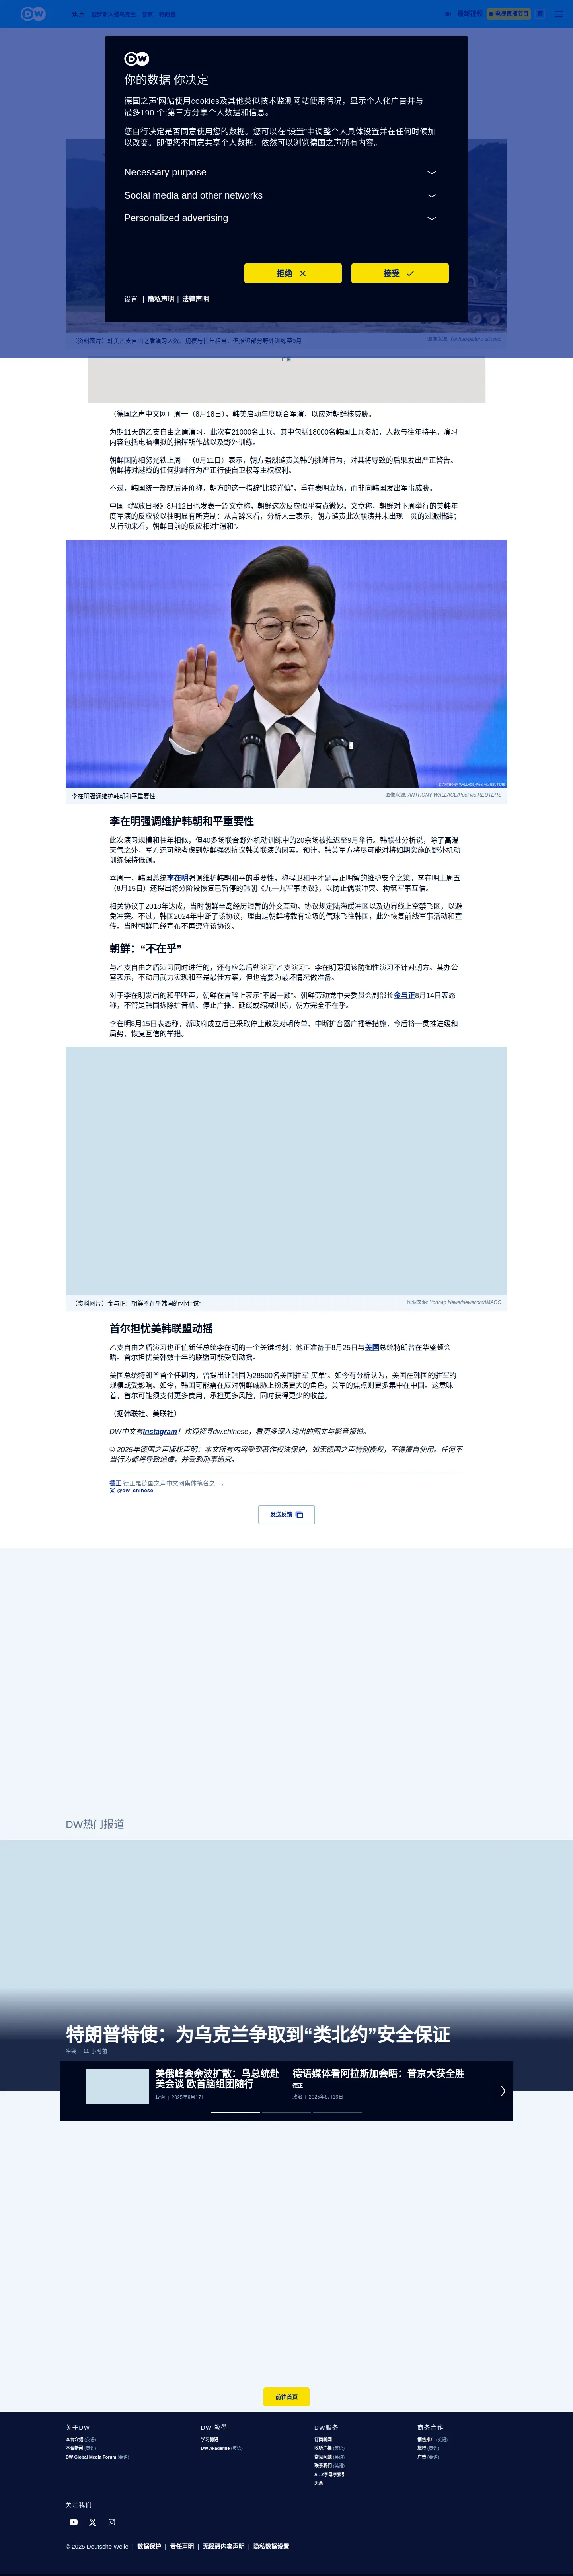 DW
你的数据 你决定
德国之声'网站使用cookies及其他类似技术监测网站使用情况，显示个人化广告并与
最多190 个;第三方分享个人数据和信息。
您自行决定是否同意使用您的数据。您可以在“设置”中调整个人具体设置并在任何时候加
以改变。即便您不同意共享个人数据，依然可以浏览德国之声所有内容。
Necessary purpose
Social media and other networks
Personalized advertising
拒绝
接受
设置 | 隐私声明 | 法律声明
（资料图片）韩美乙支自由之盾演习人数、规模与往年相当，但推迟部分野外训练至9月
广告
（德国之声中文网）周一（8月18日），韩美启动年度联合军演，以应对朝鲜核威胁。
为期11天的乙支自由之盾演习，此次有21000名士兵、其中包括18000名韩国士兵参加，人数与往年持平。演习
内容包括电脑模拟的指挥所作战以及野外训练。
朝鲜国防相努光铁上周一（8月11日）表示，朝方强烈谴责美韩的挑衅行为，对其将导致的后果发出严正警告。
朝鲜将对越线的任何挑衅行为严正行使自卫权等主权权利。
不过，韩国统一部随后评价称，朝方的这一措辞“比较谨慎”，重在表明立场，而非向韩国发出军事威胁。
中国《解放日报》8月12日也发表一篇文章称，朝鲜这次反应似乎有点微妙。文章称，朝鲜对下周举行的美韩年
度军演的反应较以往明显有所克制：从言辞来看，分析人士表示，朝方谴责此次联演并未出现一贯的过激措辞；
从行动来看，朝鲜目前的反应相对“温和”。
李在明强调维护韩朝和平重要性
图像来源: ANTHONY WALLACE/Pool via REUTERS
李在明强调维护韩朝和平重要性
此次演习规模和往年相似，但40多场联合野外机动训练中的20余场被推迟至9月举行。韩联社分析说，除了高温
天气之外，军方还可能考虑到朝鲜强烈抗议韩美联演的因素。预计，韩美军方将尽可能对将如期实施的野外机动
训练保持低调。
本周一，韩国总统李在明强调维护韩朝和平的重要性，称捍卫和平才是真正明智的维护安全之策。李在明上周五
（8月15日）还提出将分阶段恢复已暂停的韩朝《九一九军事协议》，以防止偶发冲突、构筑军事互信。
相关协议于2018年达成，当时朝鲜半岛经历短暂的外交互动。协议规定陆海缓冲区以及边界线上空禁飞区，以避
免冲突。不过，韩国2024年中断了该协议，理由是朝鲜将载有垃圾的气球飞往韩国，此外恢复前线军事活动和宣
传。当时朝鲜已经宣布不再遵守该协议。
朝鲜：“不在乎”
与乙支自由之盾演习同时进行的，还有应急后勤演习“乙支演习”。李在明强调该防御性演习不针对朝方。其办公
室表示，不动用武力实现和平是最佳方案，但也需要为最坏情况做准备。
对于李在明发出的和平呼声，朝鲜在言辞上表示“不屑一顾”。朝鲜劳动党中央委员会副部长金与正8月14日表态
称，不管是韩国拆除扩音机、停止广播、延缓或缩减训练，朝方完全不在乎。
李在明8月15日表态称，新政府成立后已采取停止散发对朝传单、中断扩音器广播等措施，今后将一贯推进缓和
局势、恢复互信的举措。
（资料图片）金与正：朝鲜不在乎韩国的“小计谋”
图像来源: Yonhap News/Newscom/IMAGO
首尔担忧美韩联盟动摇
乙支自由之盾演习也正值新任总统李在明的一个关键时刻：他正准备于8月25日与美国总统特朗普在华盛顿会
晤。首尔担忧美韩数十年的联盟可能受到动摇。
美国总统特朗普首个任期内，曾提出让韩国为28500名美国驻军“买单”。如今有分析认为，美国在韩国的驻军的
规模或受影响。如今，韩国可能需在应对朝鲜威胁上扮演更大的角色，美军的焦点则更多集中在中国。这意味
着，首尔可能须支付更多费用，承担更多风险，同时获得更少的收益。
（据韩联社、美联社）
DW中文有Instagram！欢迎搜寻dw.chinese，看更多深入浅出的图文与影音报道。
© 2025年德国之声版权声明：本文所有内容受到著作权法保护，如无德国之声特别授权，不得擅自使用。任何不
当行为都将导致追偿，并受到刑事追究。
德正 德正是德国之声中文网集体笔名之一。
@dw_chinese
发送反馈
DW热门报道
特朗普特使：为乌克兰争取到“类北约”安全保证
冲突 | 11 小时前
美俄峰会余波扩散：乌总统赴
美会谈 欧首脑组团随行
政治 | 2025年8月17日
德语媒体看阿拉斯加会晤：普京大获全胜
德正
政治 | 2025年8月16日
前往首页
关于DW
本台介绍 (英语)
本台新闻 (英语)
DW Global Media Forum (英语)
DW 教學
学习德语
DW Akademie (英语)
DW服务
订阅新闻
收听广播 (英语)
常见问题 (英语)
联系我们 (英语)
A - Z字母序索引
头条
商务合作
销售推广 (英语)
旅行 (英语)
广告 (英语)
关注我们
© 2025 Deutsche Welle | 数据保护 | 责任声明 | 无障碍内容声明 | 隐私数据设置